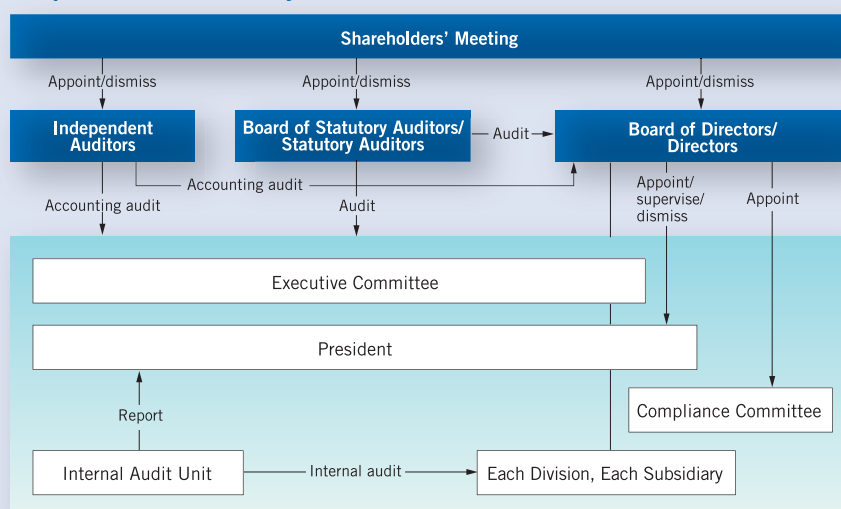 Shareholders' Meeting
Appoint/dismiss
Appoint/dismiss
Appoint/dismiss
Independent
Auditors
Board of Statutory Auditors/
Statutory Auditors
Audit
Board of Directors/
Directors
Accounting audit
Accounting audit
Audit
Appoint/
supervise/
dismiss
Appoint
Executive Committee
President
Report
Compliance Committee
Internal Audit Unit
Internal audit
Each Division, Each Subsidiary